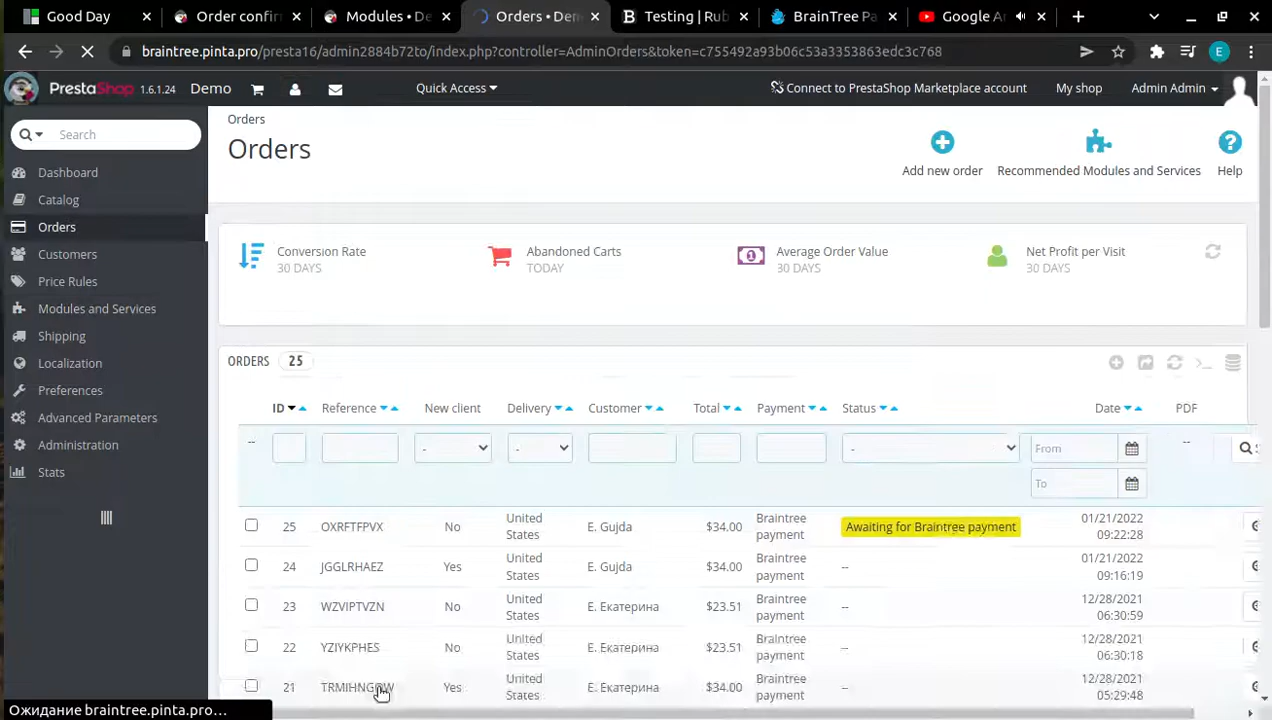 Good Day
Order confir
Modules • De
Orders • Dem
Testing | Rub
BrainTree Pa
Google A
braintree.pinta.pro/presta16/admin2884b72to/index.php?controller=AdminOrders&token=c755492a93b06c53a3353863edc3c768
E
PrestaShop 1.6.1.24 Demo Quick Access Connect to PrestaShop Marketplace account My shop Admin Admin
Search
Dashboard
Catalog
Orders
Customers
Price Rules
Modules and Services
Shipping
Localization
Preferences
Advanced Parameters
Administration
Stats
Orders
Orders
Add new order
Recommended Modules and Services
Help
Conversion Rate
30 DAYS
Abandoned Carts
TODAY
Average Order Value
30 DAYS
Net Profit per Visit
30 DAYS
ORDERS 25
ID Reference New client Delivery Customer Total Payment Status Date PDF
-- - - - From --
To
25 OXRFTFPVX No United States E. Gujda $34.00 Braintree payment Awaiting for Braintree payment 01/21/2022 09:22:28
24 JGGLRHAEZ Yes United States E. Gujda $34.00 Braintree payment -- 01/21/2022 09:16:19
23 WZVIPTVZN No United States E. Екатерина $23.51 Braintree payment -- 12/28/2021 06:30:59
22 YZIYKPHES No United States E. Екатерина $23.51 Braintree payment -- 12/28/2021 06:30:18
21 Yes United States E. Екатерина $34.00 Braintree payment -- 12/28/2021 05:29:48
Ожидание braintree.pinta.pro...